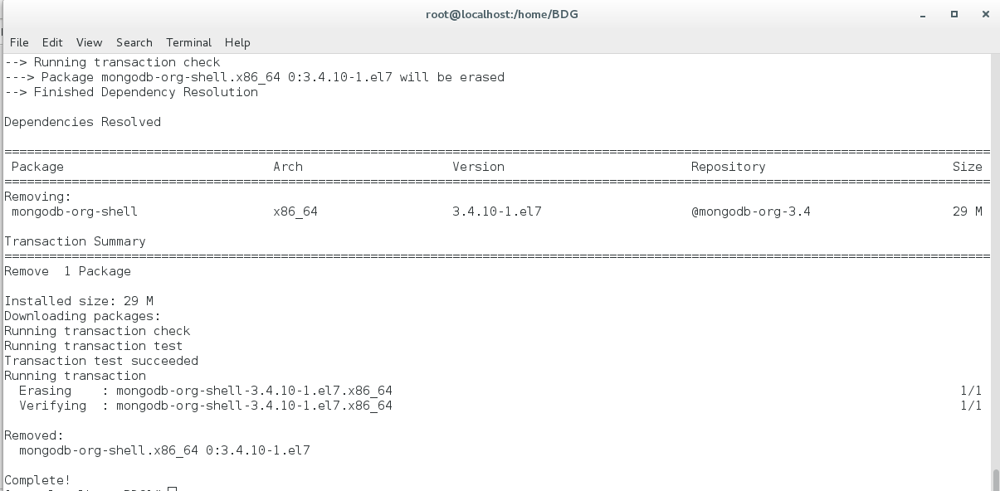 root@localhost:/home/BDG
File Edit View Search Terminal Help
--> Running transaction check
---> Package mongodb-org-shell.x86_64 0:3.4.10-1.el7 will be erased
--> Finished Dependency Resolution
Dependencies Resolved
================================================================================
Package Arch Version Repository Size
================================================================================
Removing:
mongodb-org-shell x86_64 3.4.10-1.el7 @mongodb-org-3.4 29 M
Transaction Summary
================================================================================
Remove 1 Package
Installed size: 29 M
Downloading packages:
Running transaction check
Running transaction test
Transaction test succeeded
Running transaction
Erasing : mongodb-org-shell-3.4.10-1.el7.x86_64 1/1
Verifying : mongodb-org-shell-3.4.10-1.el7.x86_64 1/1
Removed:
mongodb-org-shell.x86_64 0:3.4.10-1.el7
Complete!